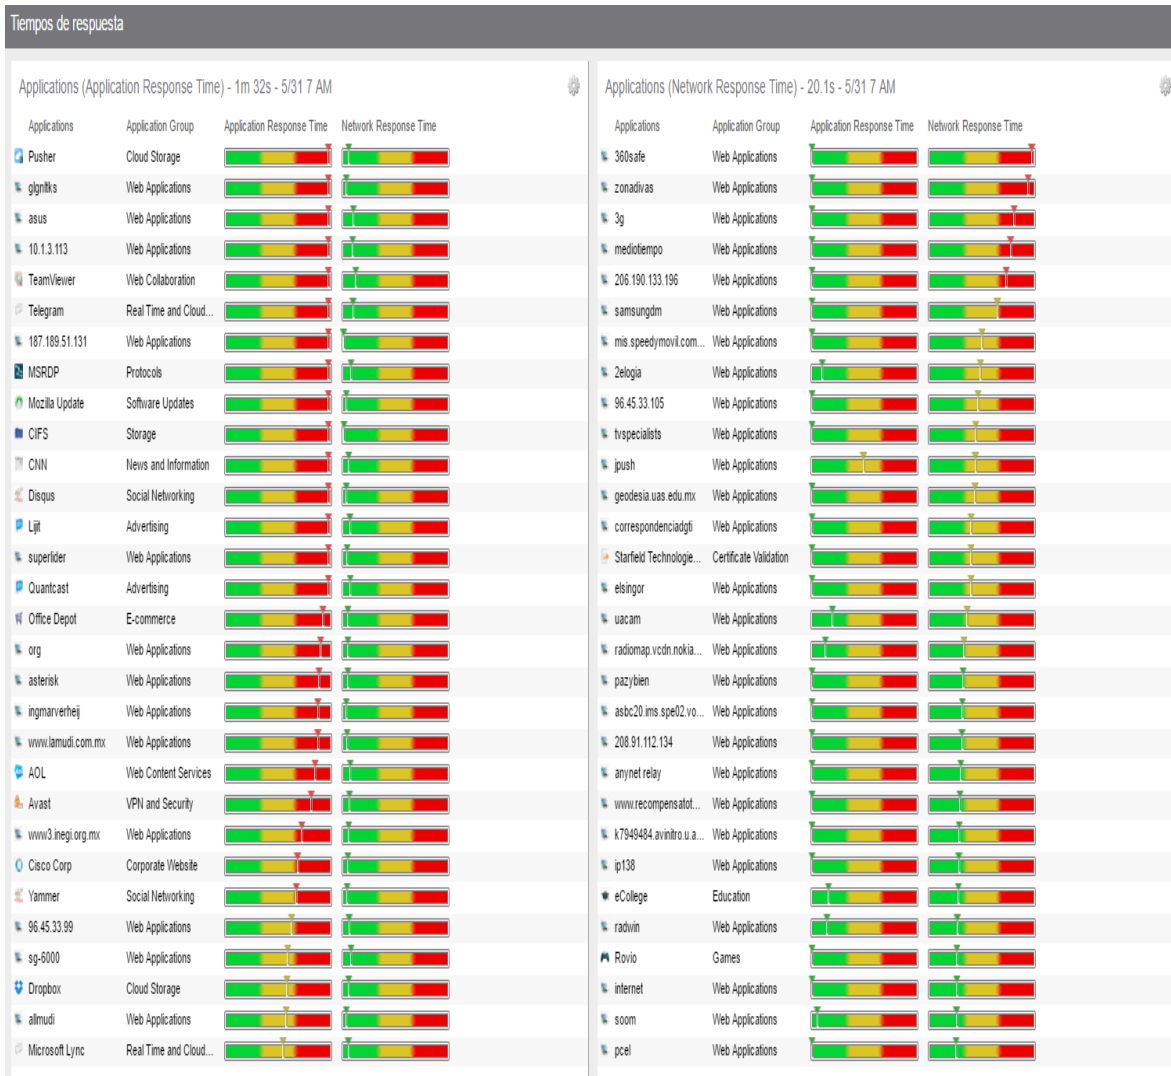 Tiempos de respuesta
Applications (Application Response Time) - 1m 32s - 5/31 7 AM
Applications Application Group Application Response Time Network Response Time
Pusher Cloud Storage
glgnltks Web Applications
asus Web Applications
10.1.3.113 Web Applications
TeamViewer Web Collaboration
Telegram Real Time and Cloud...
187.189.51.131 Web Applications
MSRDP Protocols
Mozilla Update Software Updates
CIFS Storage
CNN News and Information
Disqus Social Networking
Lijit Advertising
superlider Web Applications
Quantcast Advertising
Office Depot E-commerce
org Web Applications
asterisk Web Applications
ingmarverheij Web Applications
www.lamudi.com.mx Web Applications
AOL Web Content Services
Avast VPN and Security
www3.inegi.org.mx Web Applications
Cisco Corp Corporate Website
Yammer Social Networking
96.45.33.99 Web Applications
sg-6000 Web Applications
Dropbox Cloud Storage
allmudi Web Applications
Microsoft Lync Real Time and Cloud...
Applications (Network Response Time) - 20.1s - 5/31 7 AM
Applications Application Group Application Response Time Network Response Time
360safe Web Applications
zonadivas Web Applications
3g Web Applications
mediotiempo Web Applications
206.190.133.196 Web Applications
samsungdm Web Applications
mis.speedymovil.com... Web Applications
2elogia Web Applications
96.45.33.105 Web Applications
tvspecialists Web Applications
jpush Web Applications
geodesia.uas.edu.mx Web Applications
correspondenciadgti Web Applications
Starfield Technologie... Certificate Validation
elsingor Web Applications
uacam Web Applications
radiomap.vcdn.nokia... Web Applications
pazybien Web Applications
asbc20.ims.spe02.vo... Web Applications
208.91.112.134 Web Applications
anynet relay Web Applications
www.recompensatot... Web Applications
k7949484.avinitro.u.a... Web Applications
ip138 Web Applications
eCollege Education
radwin Web Applications
Rovio Games
internet Web Applications
soom Web Applications
pcel Web Applications